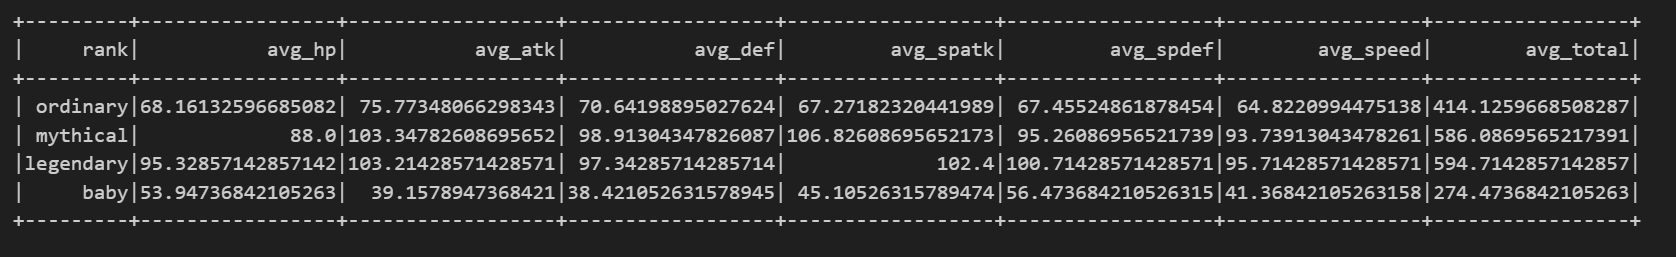 +---------+-----------------+------------------+------------------+------------------+------------------+-----------------+-----------------+
|     rank|           avg_hp|           avg_atk|           avg_def|         avg_spatk|         avg_spdef|        avg_speed|        avg_total|
+---------+-----------------+------------------+------------------+------------------+------------------+-----------------+-----------------+
| ordinary|68.16132596685082| 75.77348066298343| 70.64198895027624| 67.27182320441989| 67.45524861878454| 64.8220994475138|414.1259668508287|
| mythical|             88.0|103.34782608695652| 98.91304347826087|106.82608695652173| 95.26086956521739|93.73913043478261|586.0869565217391|
|legendary|95.32857142857142|103.21428571428571| 97.34285714285714|             102.4|100.71428571428571|95.71428571428571|594.7142857142857|
|     baby|53.94736842105263|  39.1578947368421|38.421052631578945| 45.10526315789474|56.473684210526315|41.36842105263158|274.4736842105263|
+---------+-----------------+------------------+------------------+------------------+------------------+-----------------+-----------------+